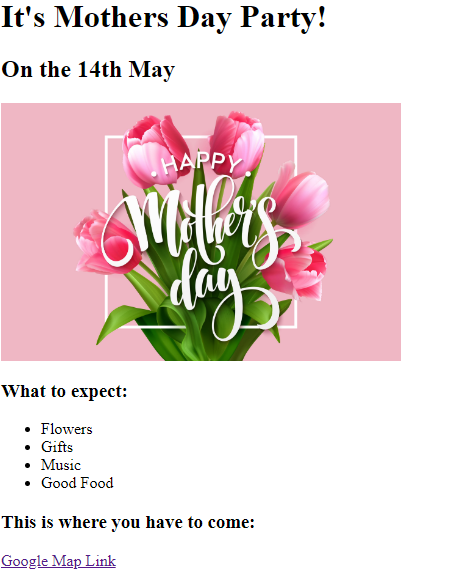 It's Mothers Day Party!
On the 14th May
HAPPY
Mother's
day
What to expect:
Flowers
Gifts
Music
Good Food
This is where you have to come:
Google Map Link